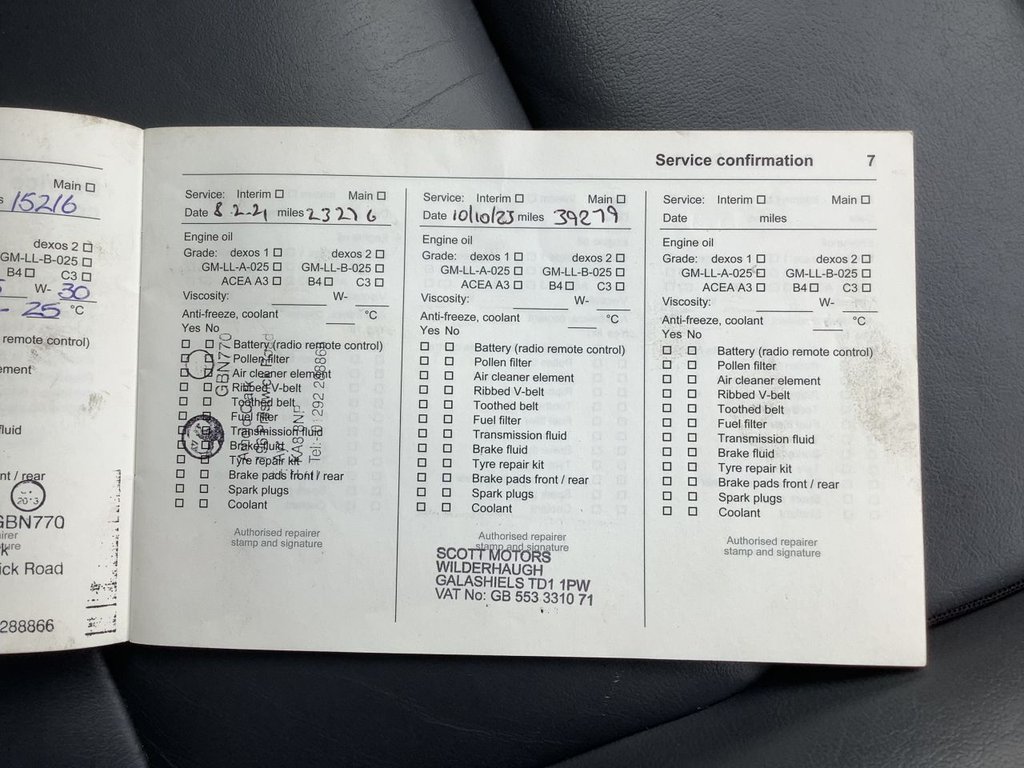 Service confirmation 7
Main
15216
dexos 2
GM-LL-B-025
B4 C3
W- 30
- 25 °C
remote control)
ement
fluid
nt / rear
2013
GBN770
ick Road
288866
Service: Interim Main
Date 8-2-21 miles 23276
Engine oil
Grade: dexos 1 dexos 2
GM-LL-A-025 GM-LL-B-025
ACEA A3 B4 C3
Viscosity: W-
Anti-freeze, coolant °C
Yes No
Battery (radio remote control)
Pollen filter
Air cleaner element
Ribbed V-belt
Toothed belt
Fuel filter
Transmission fluid
Brake fluid
Tyre repair kit
Brake pads front / rear
Spark plugs
Coolant
GBN770
Authorised repairer
stamp and signature
Service: Interim Main
Date 10/10/23 miles 39279
Engine oil
Grade: dexos 1 dexos 2
GM-LL-A-025 GM-LL-B-025
ACEA A3 B4 C3
Viscosity: W-
Anti-freeze, coolant °C
Yes No
Battery (radio remote control)
Pollen filter
Air cleaner element
Ribbed V-belt
Toothed belt
Fuel filter
Transmission fluid
Brake fluid
Tyre repair kit
Brake pads front / rear
Spark plugs
Coolant
Authorised repairer
stamp and signature
SCOTT MOTORS
WILDERHAUGH
GALASHIELS TD1 1PW
VAT No: GB 553 3310 71
Service: Interim Main
Date miles
Engine oil
Grade: dexos 1 dexos 2
GM-LL-A-025 GM-LL-B-025
ACEA A3 B4 C3
Viscosity: W-
Anti-freeze, coolant °C
Yes No
Battery (radio remote control)
Pollen filter
Air cleaner element
Ribbed V-belt
Toothed belt
Fuel filter
Transmission fluid
Brake fluid
Tyre repair kit
Brake pads front / rear
Spark plugs
Coolant
Authorised repairer
stamp and signature